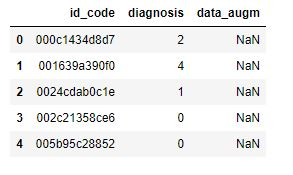 id_code diagnosis data_augm
0 000c1434d8d7 2 NaN
1 001639a390f0 4 NaN
2 0024cdab0c1e 1 NaN
3 002c21358ce6 0 NaN
4 005b95c28852 0 NaN